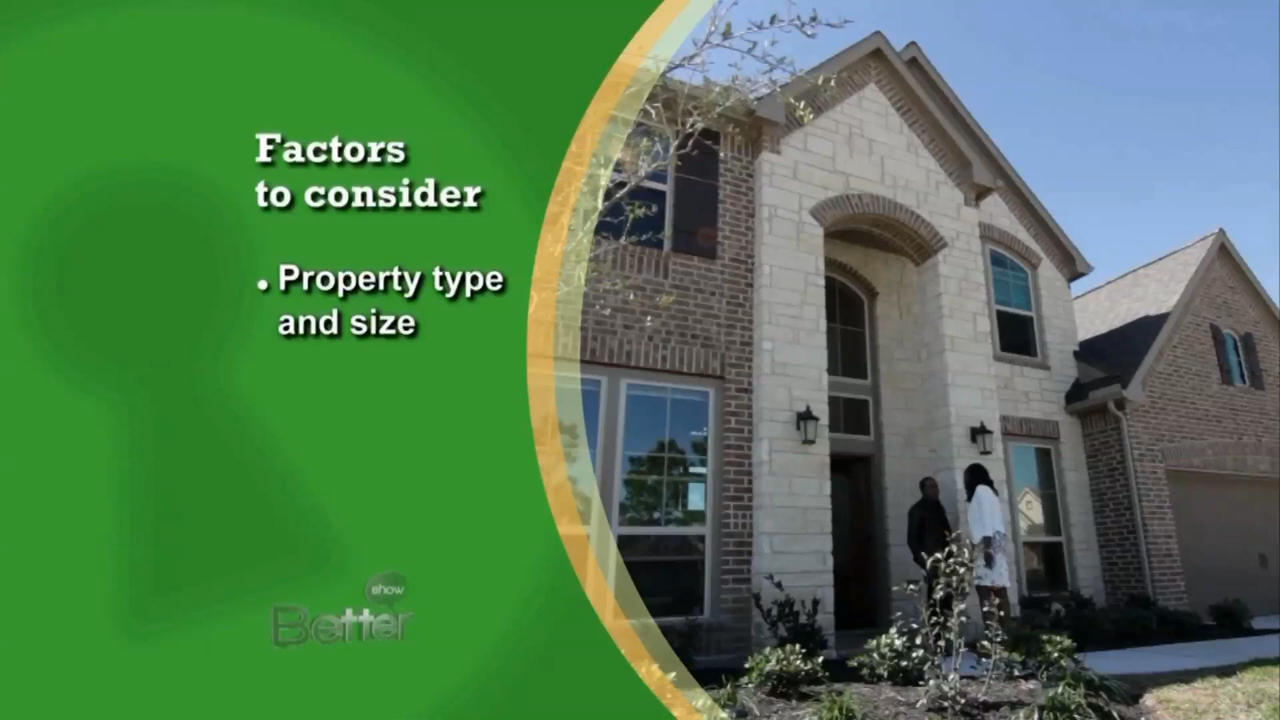 Factors
to consider
• Property type
and size
show
Better